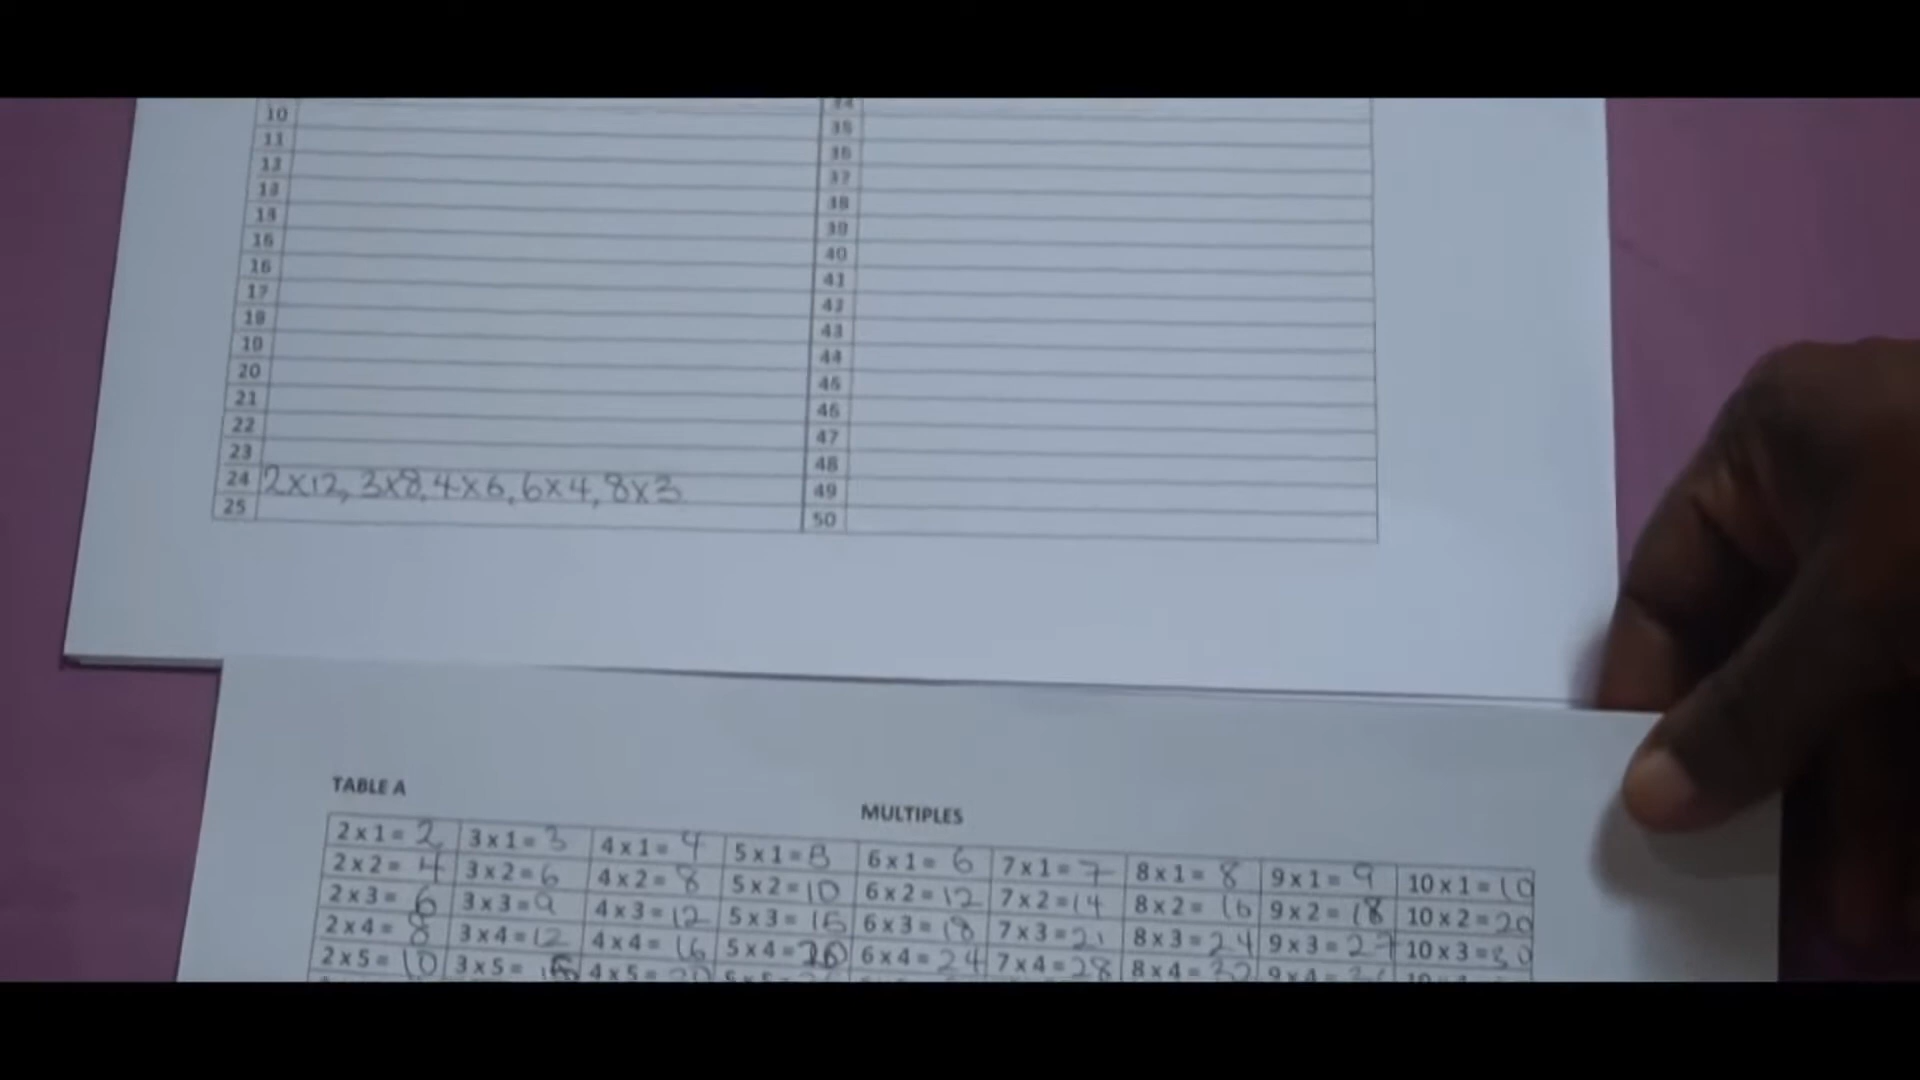 10
11 35
12 36
13 37
38
39
16 40
17 41
18 42
19 43
20 44
21 45
22 46
23 47
24 2x12, 3x8, 4x6, 6x4, 8x3 48
25 49
50
TABLE A
MULTIPLES
2 x 1 = 2 3 x 1 = 3 4 x 1 = 4 5 x 1 = 5 6 x 1 = 6 7 x 1 = 7 8 x 1 = 8 9 x 1 = 9 10 x 1 = 10
2 x 2 = 4 3 x 2 = 6 4 x 2 = 8 5 x 2 = 10 6 x 2 = 12 7 x 2 = 14 8 x 2 = 16 9 x 2 = 18 10 x 2 = 20
2 x 3 = 6 3 x 3 = 9 4 x 3 = 12 5 x 3 = 15 6 x 3 = 18 7 x 3 = 21 8 x 3 = 24 9 x 3 = 27 10 x 3 = 30
2 x 4 = 8 3 x 4 = 12 4 x 4 = 16 5 x 4 = 20 6 x 4 = 24 7 x 4 = 28 8 x 4 = 32
2 x 5 = 10 3 x 5 = 15 4 x 5 = 20